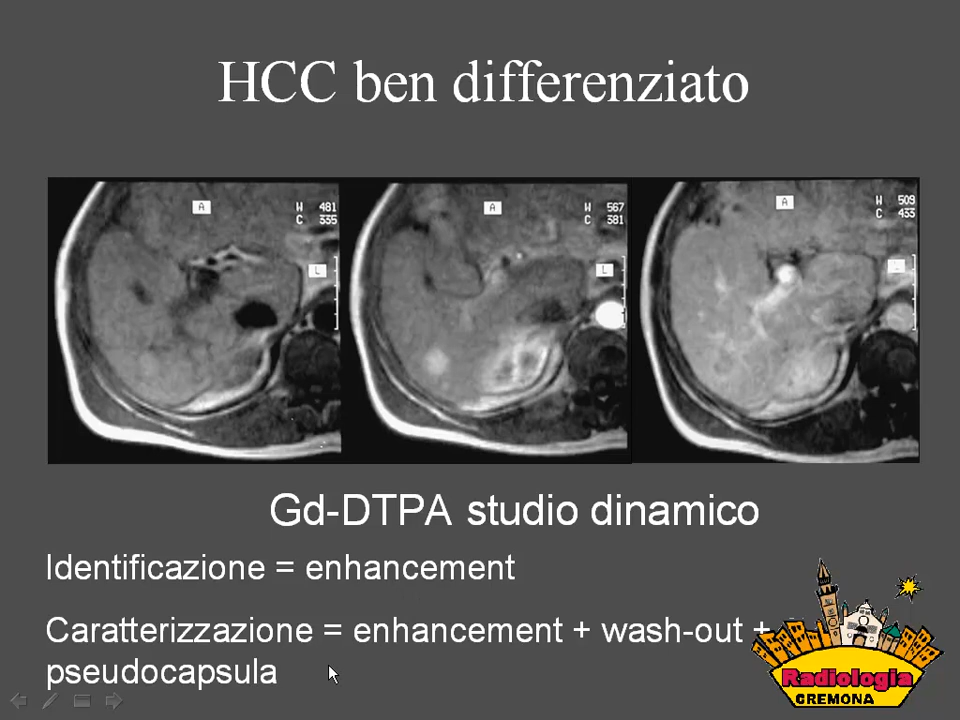 HCC ben differenziato
A
W 481
C 335
L
A
W 567
C 381
L
A
W 509
C 433
Gd-DTPA studio dinamico
Identificazione = enhancement
Caratterizzazione = enhancement + wash-out +
pseudocapsula
Radiologia
CREMONA